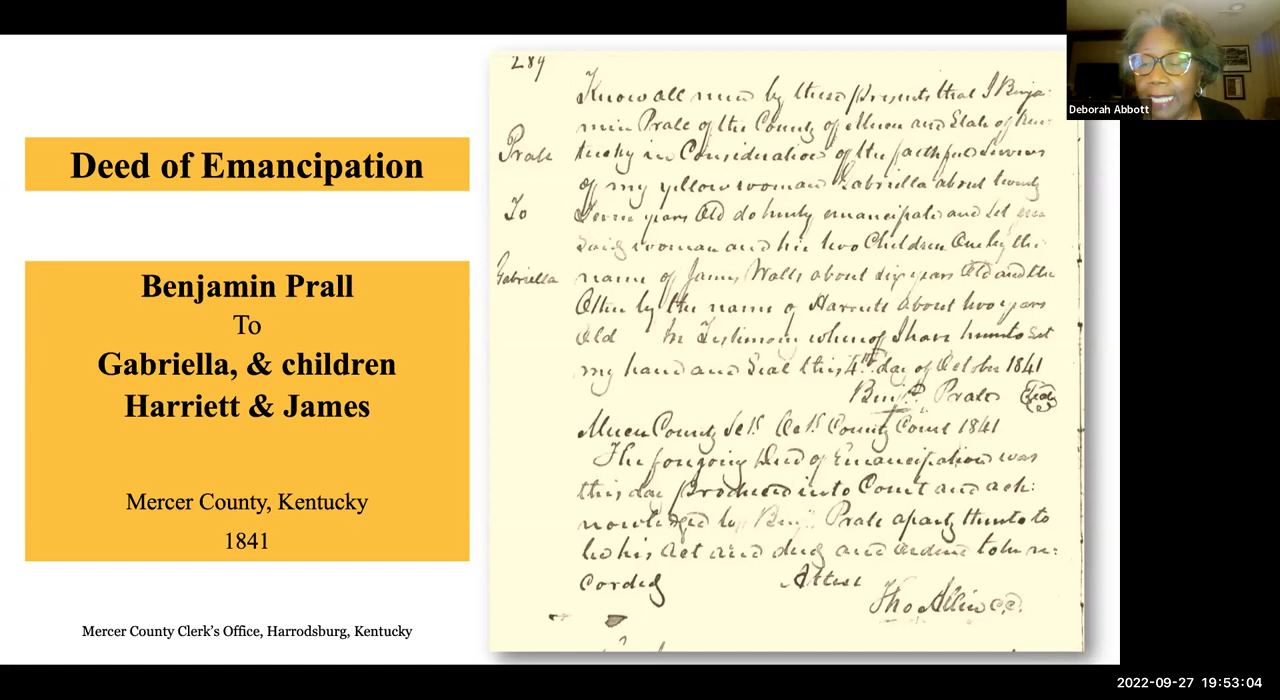 Deborah Abbott
Deed of Emancipation
Benjamin Prall
To
Gabriella, & children
Harriett & James
Mercer County, Kentucky
1841
Mercer County Clerk's Office, Harrodsburg, Kentucky
289
Prall
To
Gabriella
Know all men by these presents that I Benja-
min Prall of the County of Mercer and State of Ken-
tucky in Consideration of the faithful Services
of my yellow woman Gabriella about twenty
Seven years Old do hereby emancipate and Set free
Said woman and her two Children One by the
name of James Walls about Six years Old and the
Other by the name of Harriett about two years
Old In Testimony whereof I have hereunto Set
my hand and Seal this 4th day of October 1841
Benj. Prall Seal
Mercer County Sct. Oct. County Court 1841
The foregoing Deed of Emancipation was
this day produced into Court and ack:
nowledged by Benj. Prall a party thereto to
be his act and deed and ordered to be re:
corded Attest
Tho Allin C.C.
2022-09-27 19:53:04